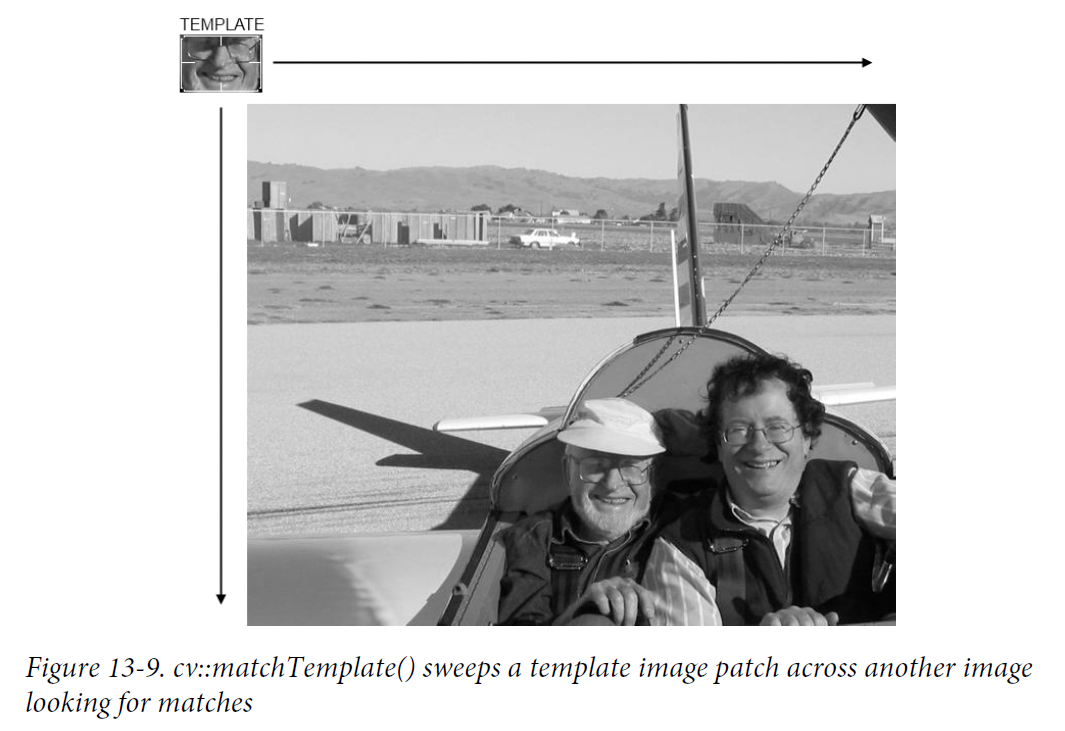 TEMPLATE
Figure 13-9. cv::matchTemplate() sweeps a template image patch across another image
looking for matches